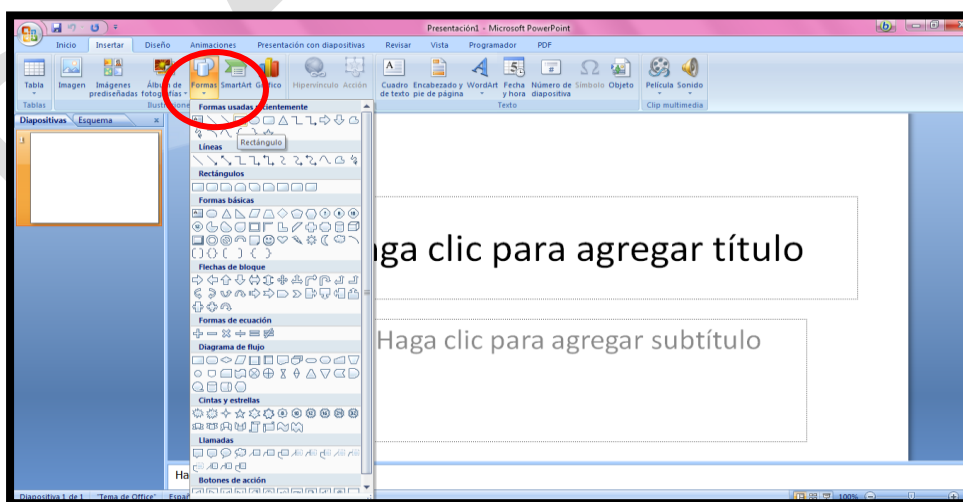 Presentación1 - Microsoft PowerPoint
Inicio Insertar Diseño Animaciones Presentación con diapositivas Revisar Vista Programador PDF
Tabla Imagen Imágenes prediseñadas Álbum de fotografías Formas SmartArt Gráfico Hipervínculo Acción Cuadro de texto Encabezado y pie de página WordArt Fecha y hora Número de diapositiva Símbolo Objeto Película Sonido
Tablas Texto Clip multimedia
Diapositivas Esquema x
1
Formas usadas recientemente
Rectángulo
Líneas
Rectángulos
Formas básicas
Flechas de bloque
Formas de ecuación
Diagrama de flujo
Cintas y estrellas
Llamadas
Botones de acción
clic para agregar título
Haga clic para agregar subtítulo
Diapositiva 1 de 1 "Tema de Office" 100%